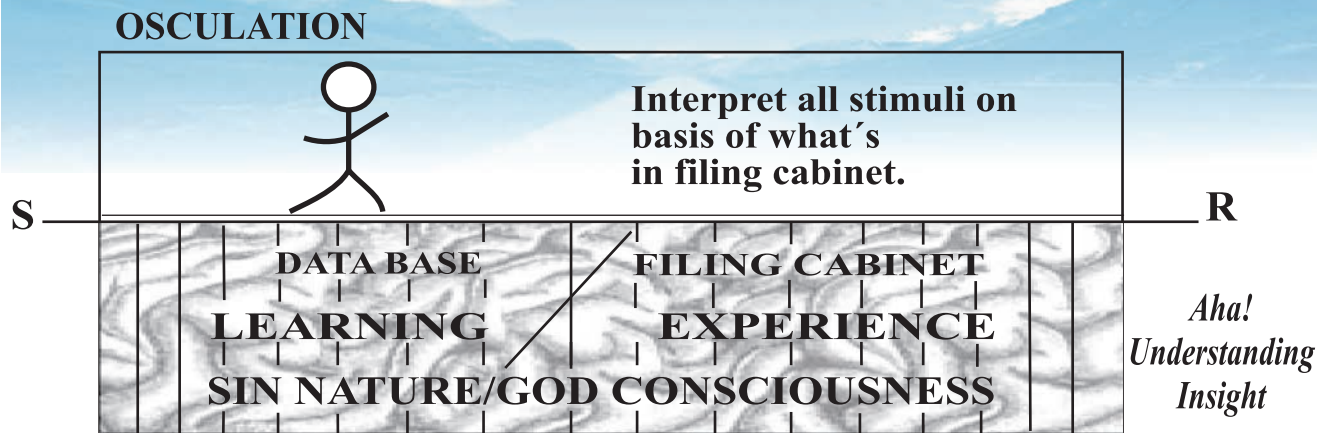 OSCULATION
Interpret all stimuli on
basis of what´s
in filing cabinet.
S
R
DATA BASE
FILING CABINET
LEARNING
EXPERIENCE
SIN NATURE/GOD CONSCIOUSNESS
Aha!
Understanding
Insight